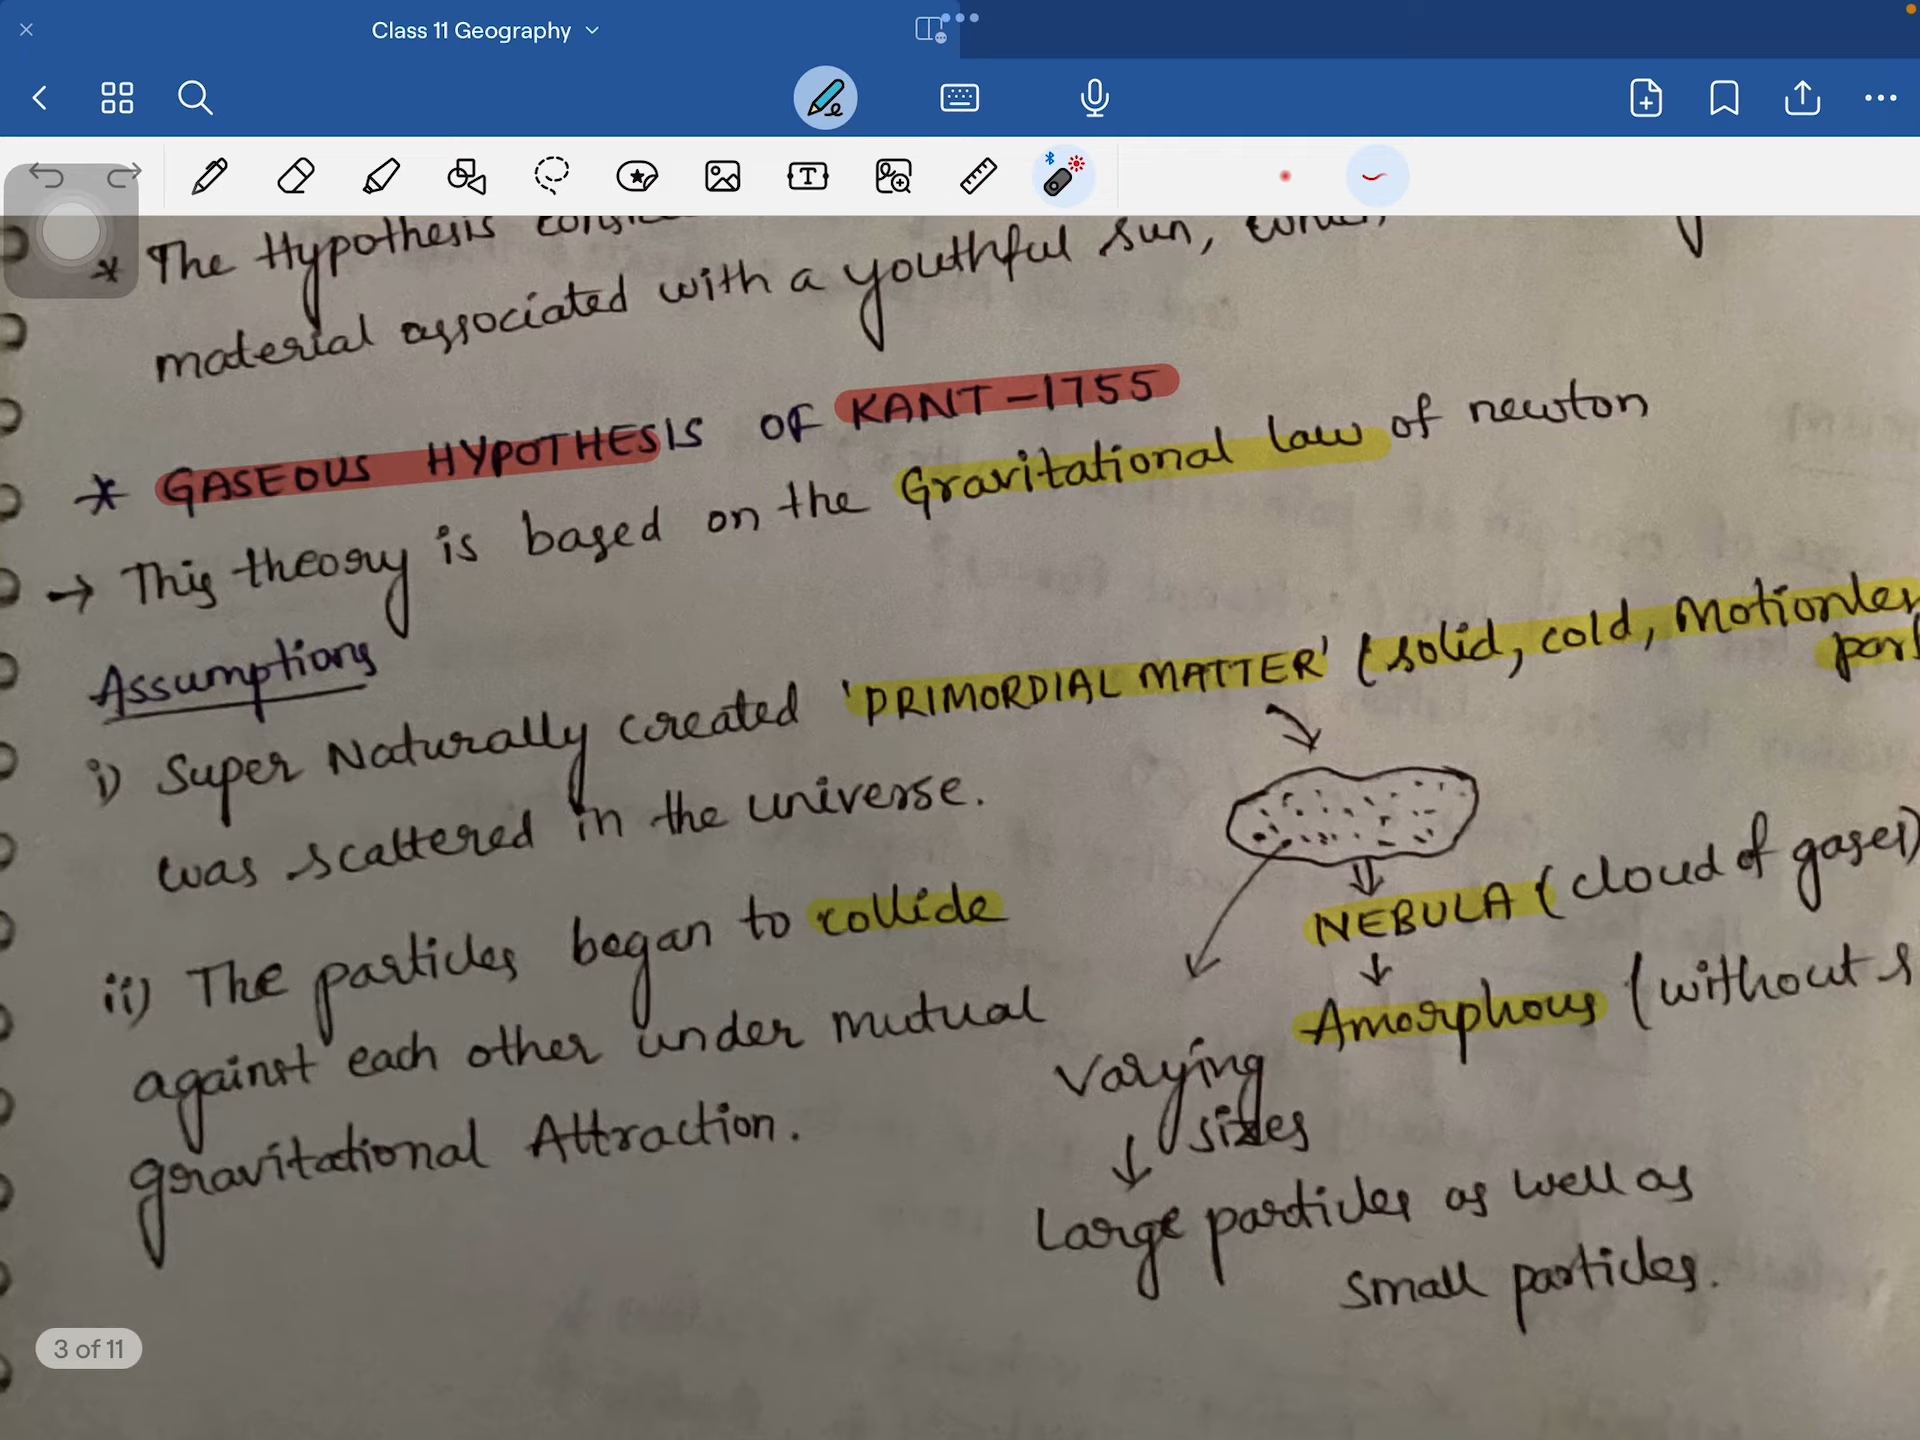 Class 11 Geography
* The Hypothesis
material associated with a youthful sun,
* GASEOUS HYPOTHESIS OF KANT-1755
→ This theory is based on the Gravitational law of newton
Assumptions
i) Super Naturally created 'PRIMORDIAL MATTER' (solid, cold,
was scattered in the universe.
NEBULA (cloud of gases)
ii) The particles began to collide
against each other under mutual
gravitational Attraction.
Amorphous (without
Varying
sizes
Large particles as well as
small particles.
3 of 11